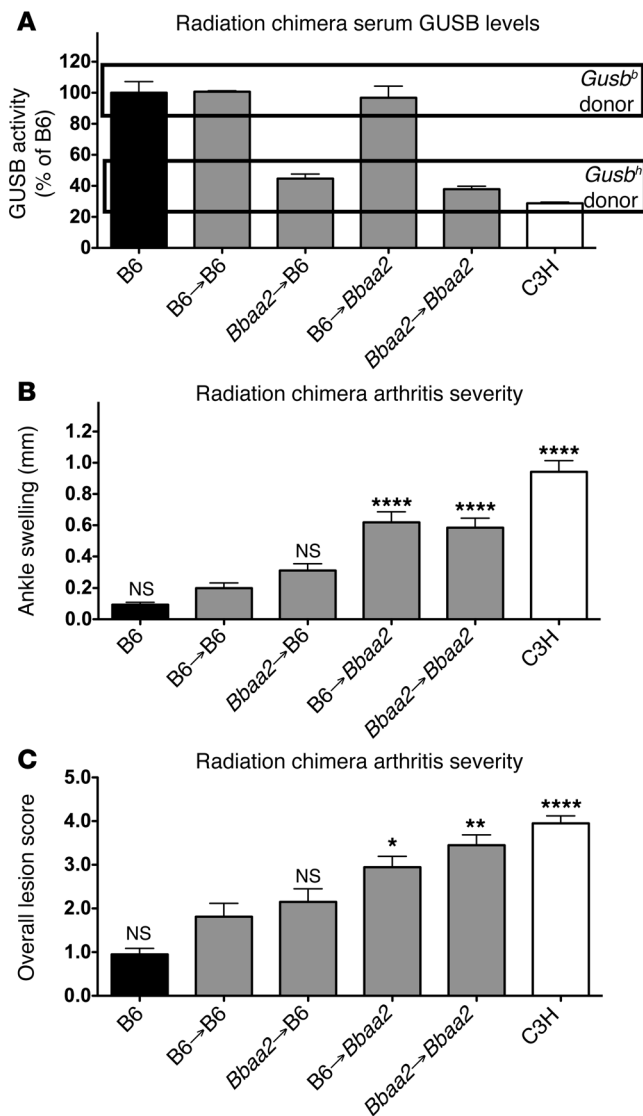 A
Radiation chimera serum GUSB levels
GUSB activity
(% of B6)
120
100
80
60
40
20
0
Gusbᵇ
donor
Gusbʰ
donor
B6
B6→B6
Bbaa2→B6
B6→Bbaa2
Bbaa2→Bbaa2
C3H
B
Radiation chimera arthritis severity
Ankle swelling (mm)
1.2
1.0
0.8
0.6
0.4
0.2
0.0
NS
NS
****
****
****
B6
B6→B6
Bbaa2→B6
B6→Bbaa2
Bbaa2→Bbaa2
C3H
C
Radiation chimera arthritis severity
Overall lesion score
5.0
4.0
3.0
2.0
1.0
0.0
NS
NS
*
**
****
B6
B6→B6
Bbaa2→B6
B6→Bbaa2
Bbaa2→Bbaa2
C3H